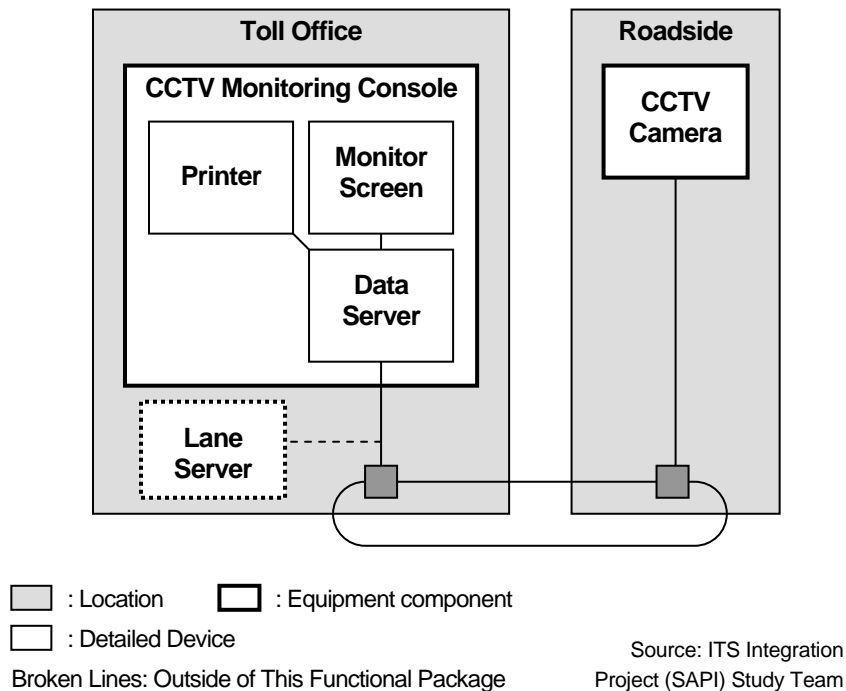 Toll Office
Roadside
CCTV Monitoring Console
CCTV
Camera
Printer
Monitor
Screen
Data
Server
Lane
Server
: Location
: Equipment component
: Detailed Device
Broken Lines: Outside of This Functional Package
Source: ITS Integration
Project (SAPI) Study Team